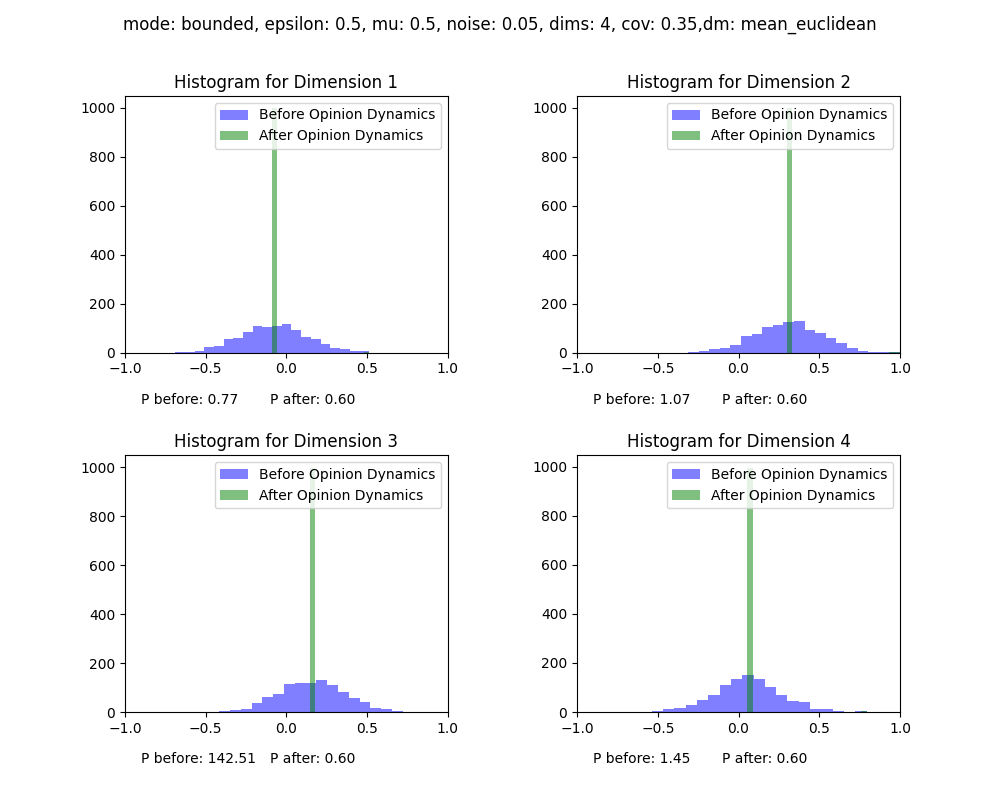 mode: bounded, epsilon: 0.5, mu: 0.5, noise: 0.05, dims: 4, cov: 0.35,dm: mean_euclidean
Histogram for Dimension 1
1000
800
600
400
200
0
Before Opinion Dynamics
After Opinion Dynamics
−1.0 −0.5 0.0 0.5 1.0
P before: 0.77 P after: 0.60
Histogram for Dimension 2
1000
800
600
400
200
0
Before Opinion Dynamics
After Opinion Dynamics
−1.0 −0.5 0.0 0.5 1.0
P before: 1.07 P after: 0.60
Histogram for Dimension 3
1000
800
600
400
200
0
Before Opinion Dynamics
After Opinion Dynamics
−1.0 −0.5 0.0 0.5 1.0
P before: 142.51 P after: 0.60
Histogram for Dimension 4
1000
800
600
400
200
0
Before Opinion Dynamics
After Opinion Dynamics
−1.0 −0.5 0.0 0.5 1.0
P before: 1.45 P after: 0.60